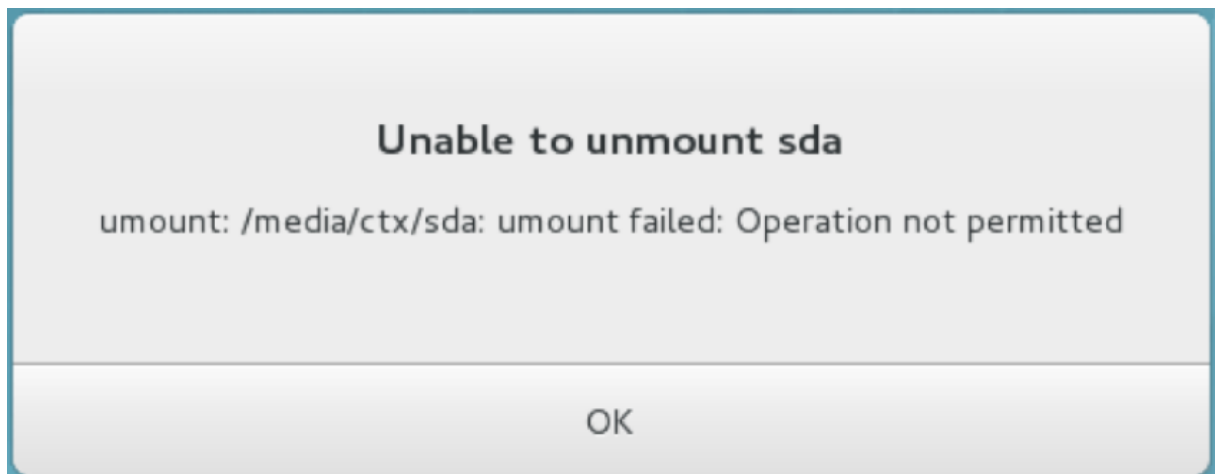 Unable to unmount sda
umount: /media/ctx/sda: umount failed: Operation not permitted
OK